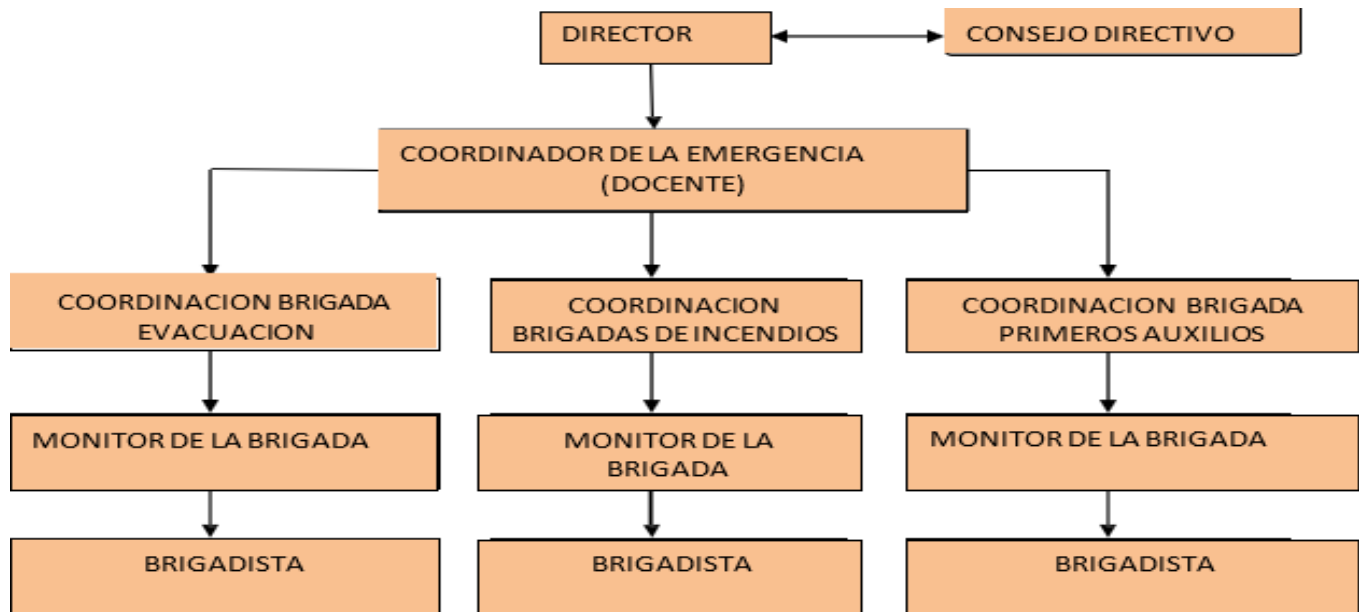 DIRECTOR
CONSEJO DIRECTIVO
COORDINADOR DE LA EMERGENCIA
(DOCENTE)
COORDINACION BRIGADA
EVACUACION
COORDINACION
BRIGADAS DE INCENDIOS
COORDINACION BRIGADA
PRIMEROS AUXILIOS
MONITOR DE LA BRIGADA
MONITOR DE LA
BRIGADA
MONITOR DE LA BRIGADA
BRIGADISTA
BRIGADISTA
BRIGADISTA